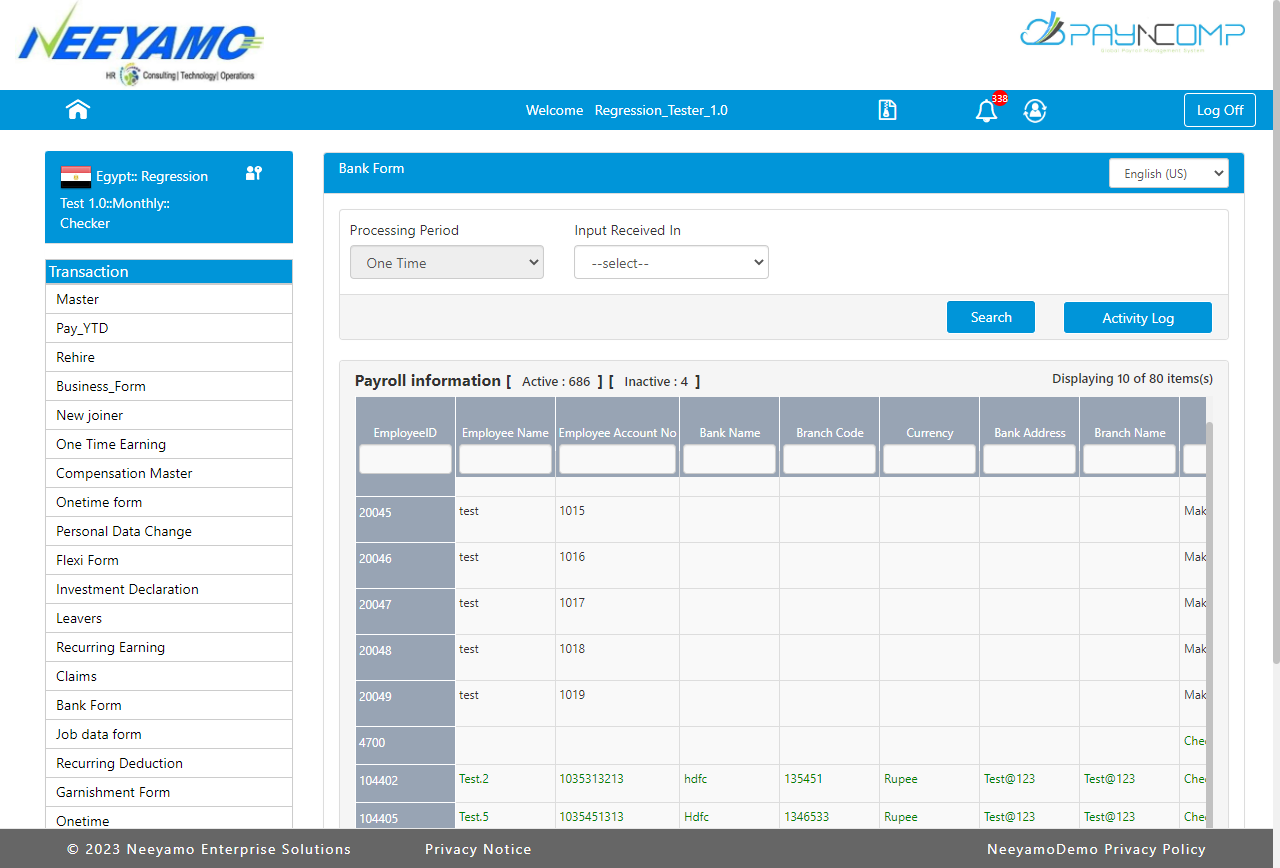 NEEYAMO
HR Consulting| Technology| Operations
PAYNCOMP
Welcome Regression_Tester_1.0
338
Log Off
Egypt:: Regression
Test 1.0::Monthly::
Checker
Transaction
Master
Pay_YTD
Rehire
Business_Form
New joiner
One Time Earning
Compensation Master
Onetime form
Personal Data Change
Flexi Form
Investment Declaration
Leavers
Recurring Earning
Claims
Bank Form
Job data form
Recurring Deduction
Garnishment Form
Onetime
Bank Form
English (US)
Processing Period Input Received In
One Time --select--
Search Activity Log
Payroll information [ Active : 686 ] [ Inactive : 4 ] Displaying 10 of 80 items(s)
EmployeeID Employee Name Employee Account No Bank Name Branch Code Currency Bank Address Branch Name
20045 test 1015 Mak
20046 test 1016 Mak
20047 test 1017 Mak
20048 test 1018 Mak
20049 test 1019 Mak
4700 Che
104402 Test.2 1035313213 hdfc 135451 Rupee Test@123 Test@123 Che
104405 Test.5 1035451313 Hdfc 1346533 Rupee Test@123 Test@123 Che
© 2023 Neeyamo Enterprise Solutions Privacy Notice NeeyamoDemo Privacy Policy